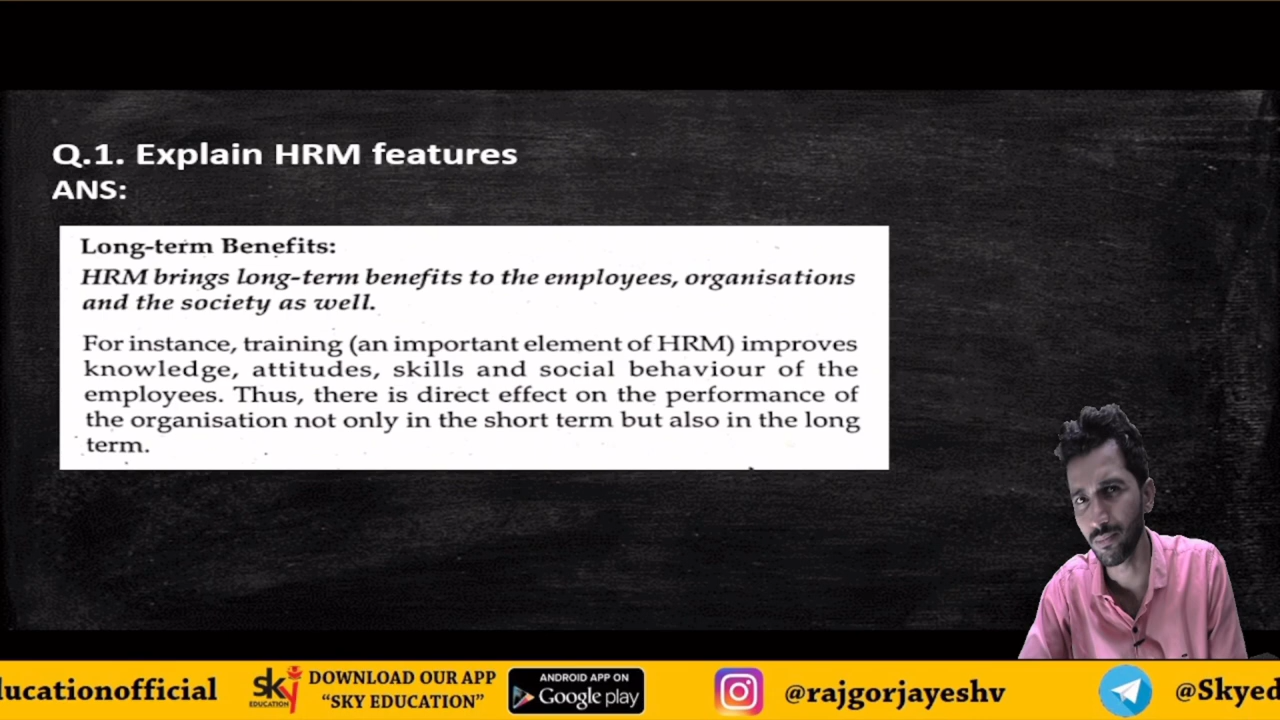 Q.1. Explain HRM features
ANS:
Long-term Benefits:
HRM brings long-term benefits to the employees, organisations
and the society as well.
For instance, training (an important element of HRM) improves
knowledge, attitudes, skills and social behaviour of the
employees. Thus, there is direct effect on the performance of
the organisation not only in the short term but also in the long
term.
ducationofficial
sky
EDUCATION
DOWNLOAD OUR APP
“SKY EDUCATION”
ANDROID APP ON
Google play
@rajgorjayeshv
@Skyed